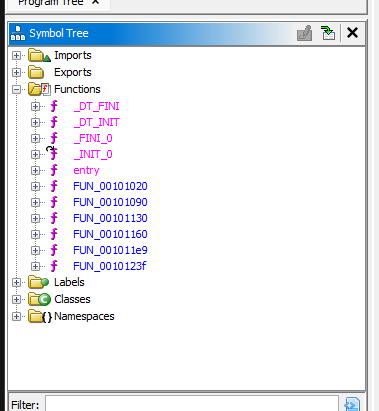 Program Tree ×
Symbol Tree
Imports
Exports
Functions
_DT_FINI
_DT_INIT
_FINI_0
_INIT_0
entry
FUN_00101020
FUN_00101090
FUN_00101130
FUN_00101160
FUN_001011e9
FUN_0010123f
Labels
Classes
Namespaces
Filter: